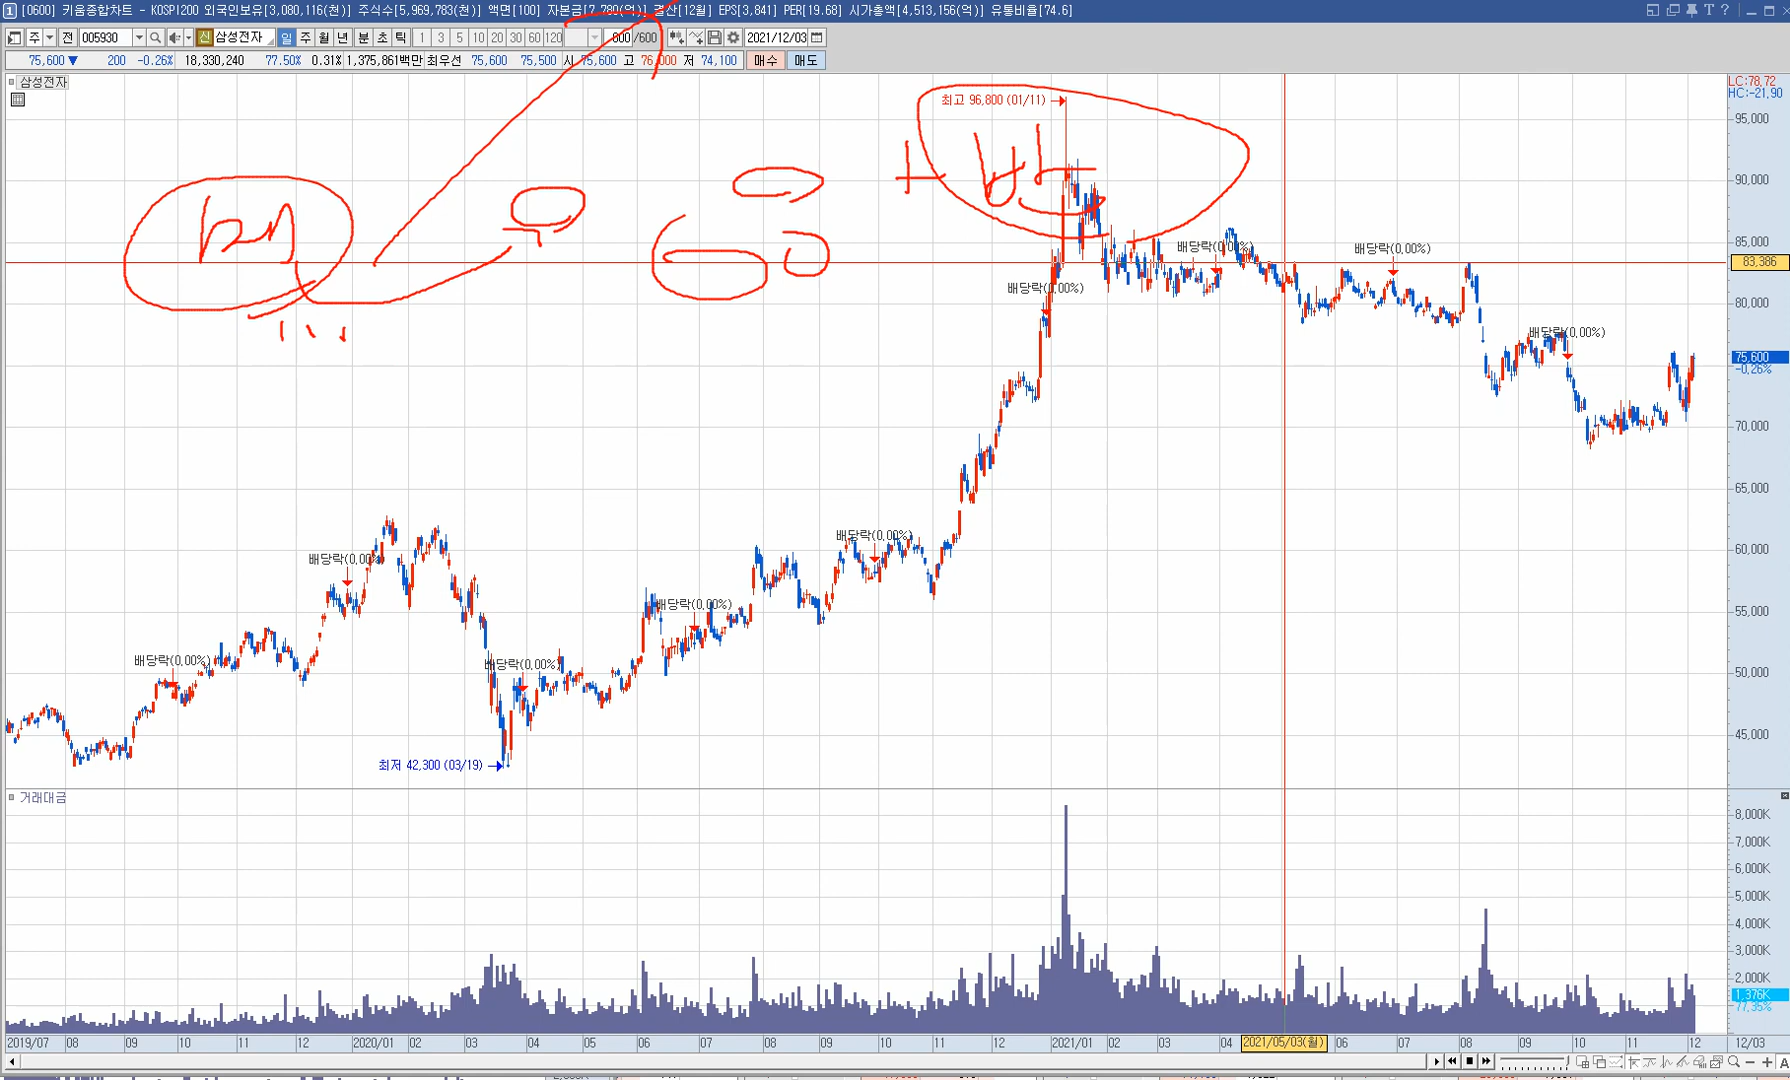 1 [0600] 키움종합차트 - KOSPI200 외국인보유[3,080,116(천)] 주식수[5,969,783(천)] 액면[100] 자본금[7,780(억)] 결산[12월] EPS[3,841] PER[19.68] 시가총액[4,513,156(억)] 유통비율[74.6]
주 전 005930 신 삼성전자 일 주 월 년 분 초 틱 1 3 5 10 20 30 60 120 600 /600 2021/12/03
75,600▼ 200 -0.26% 18,330,240 77.50% 0.31% 1,375,861백만 최우선 75,600 75,500 시 75,600 고 76,000 저 74,100 매수 매도
삼성전자
LC:78,72
HC:-21,90
최고 96,800 (01/11)
95,000
90,000
85,000
배당락(0,00%) 배당락(0,00%)
83,386
배당락(0,00%)
80,000
배당락(0,00%)
75,600
-0,26%
70,000
65,000
60,000
배당락(0,00%)
배당락(0,00%)
55,000
배당락(0,00%)
50,000
배당락(0,00%)
배당락(0,00%)
45,000
최저 42,300 (03/19)
거래대금
8,000K
7,000K
6,000K
5,000K
4,000K
3,000K
2,000K
1,376K
77,35%
2019/07 08 09 10 11 12 2020/01 02 03 04 05 06 07 08 09 10 11 12 2021/01 02 03 04 2021/05/03(월) 06 07 08 09 10 11 12 12/03